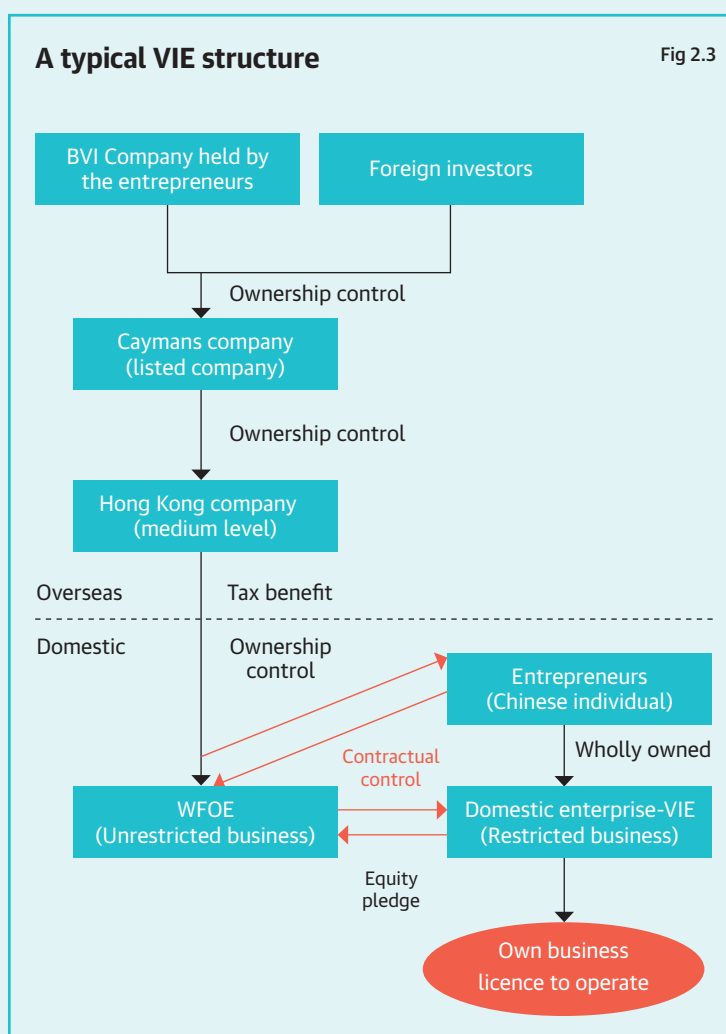 A typical VIE structure
Fig 2.3
BVI Company held by
the entrepreneurs
Foreign investors
Ownership control
Caymans company
(listed company)
Ownership control
Hong Kong company
(medium level)
Overseas
Tax benefit
Domestic
Ownership
control
Entrepreneurs
(Chinese individual)
Wholly owned
Contractual
control
WFOE
(Unrestricted business)
Domestic enterprise-VIE
(Restricted business)
Equity
pledge
Own business
licence to operate